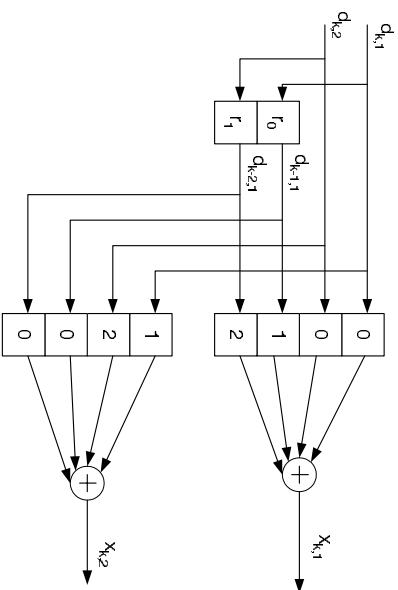 d_{k,1}
d_{k,2}
r_0
r_1
d_{k-1,1}
d_{k-2,1}
0
0
1
2
+
x_{k,1}
1
2
0
0
+
x_{k,2}